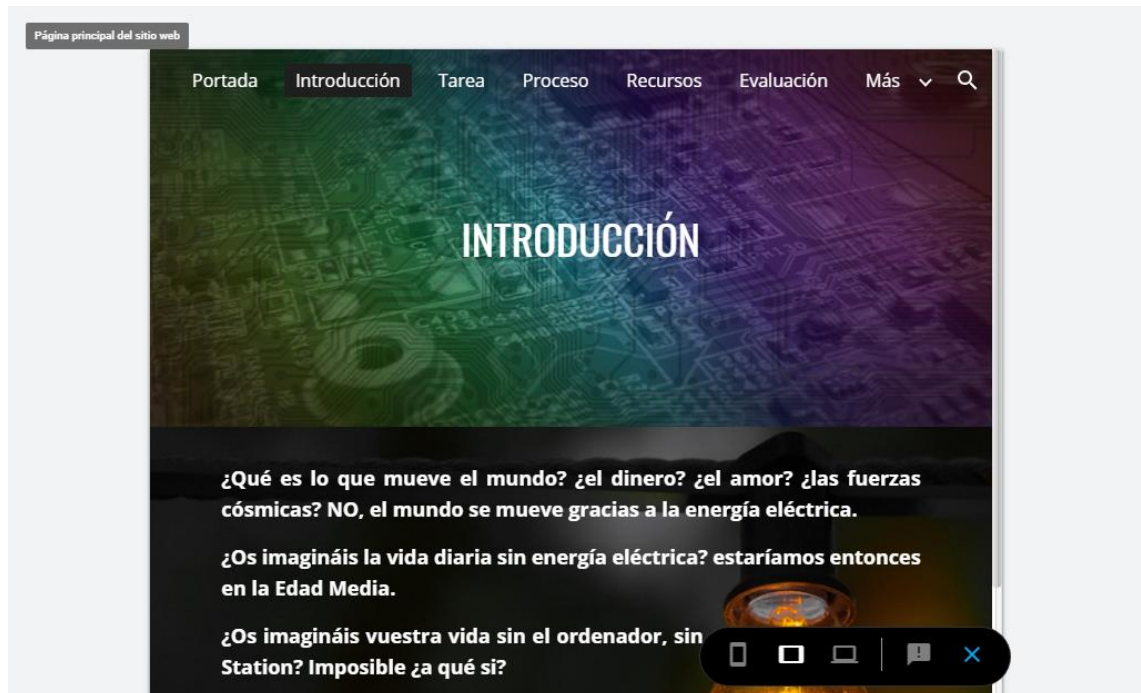 Página principal del sitio web
Portada Introducción Tarea Proceso Recursos Evaluación Más
INTRODUCCIÓN
¿Qué es lo que mueve el mundo? ¿el dinero? ¿el amor? ¿las fuerzas
cósmicas? NO, el mundo se mueve gracias a la energía eléctrica.
¿Os imagináis la vida diaria sin energía eléctrica? estaríamos entonces
en la Edad Media.
¿Os imagináis vuestra vida sin el ordenador, sin
Station? Imposible ¿a qué si?